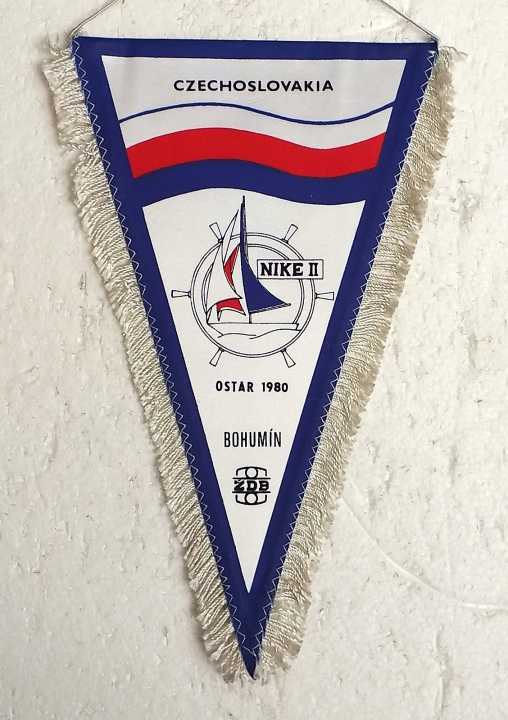 CZECHOSLOVAKIA
NIKE II
OSTAR 1980
BOHUMÍN
ŽDB